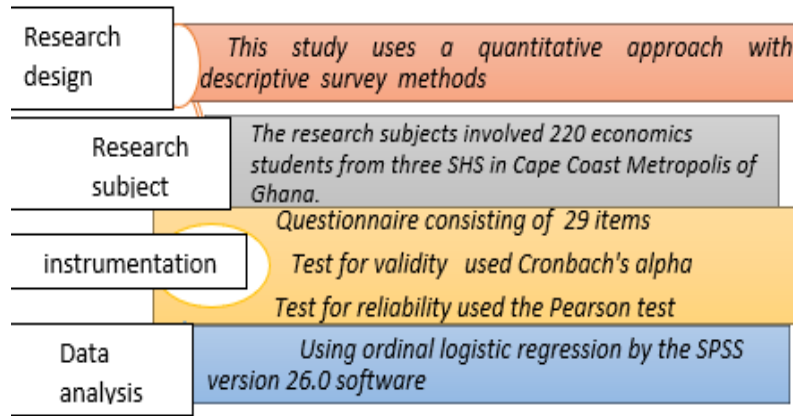 Research
design
This study uses a quantitative approach with
descriptive survey methods
Research
subject
The research subjects involved 220 economics
students from three SHS in Cape Coast Metropolis of
Ghana.
instrumentation
Questionnaire consisting of 29 items
Test for validity used Cronbach's alpha
Test for reliability used the Pearson test
Data
analysis
Using ordinal logistic regression by the SPSS
version 26.0 software